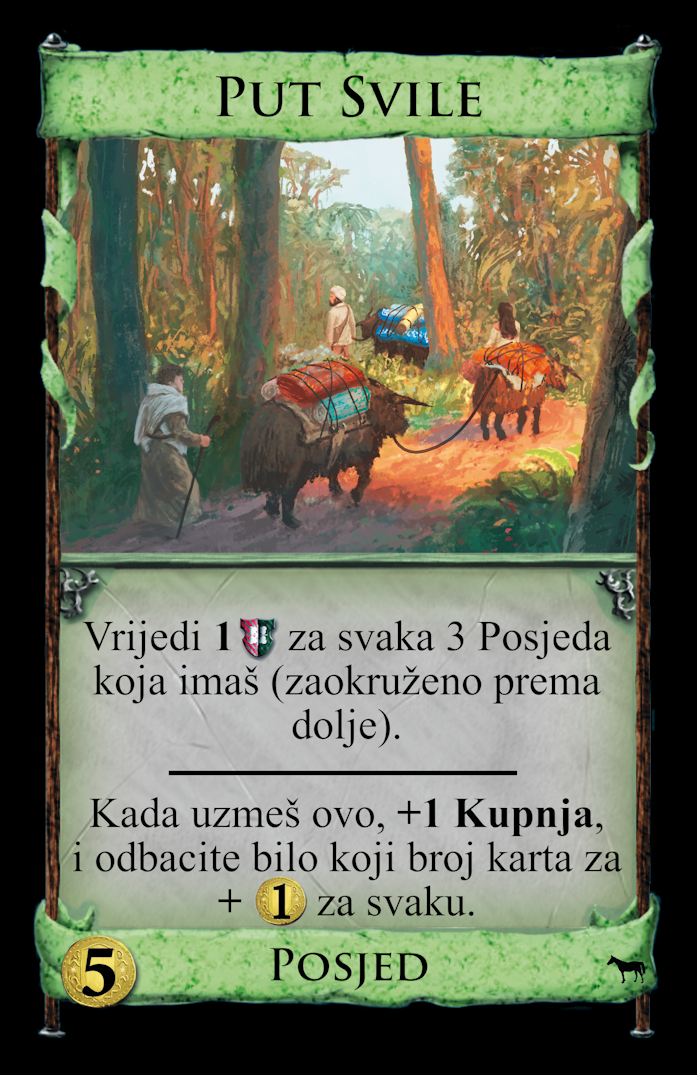 Put Svile
Vrijedi 1 za svaka 3 Posjeda
koja imaš (zaokruženo prema
dolje).
Kada uzmeš ovo, +1 Kupnja,
i odbacite bilo koji broj karta za
+ 1 za svaku.
5 Posjed